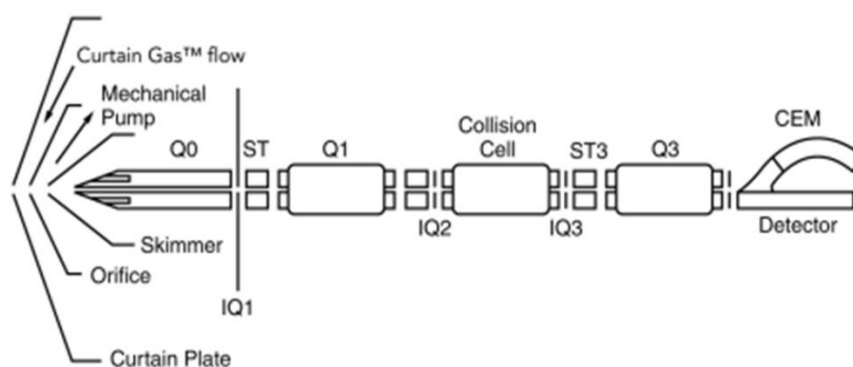 Curtain Gas™ flow
Mechanical
Pump
Q0
ST
Q1
Collision
Cell
ST3
Q3
CEM
Skimmer
Orifice
IQ1
IQ2
IQ3
Detector
Curtain Plate